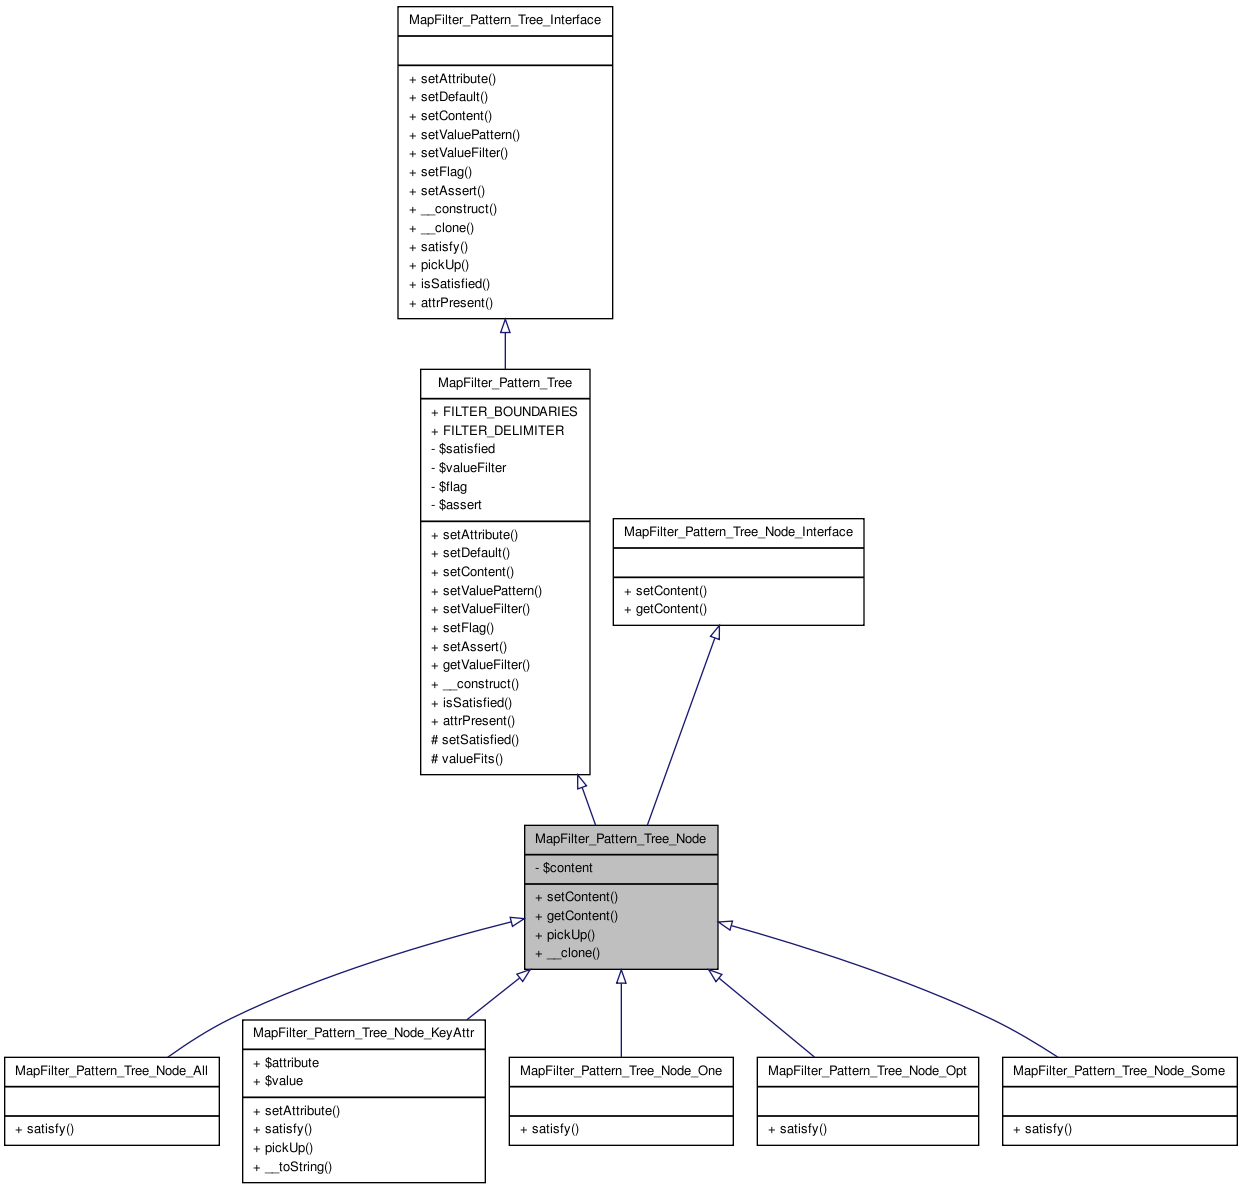 MapFilter_Pattern_Tree_Interface
+ setAttribute()
+ setDefault()
+ setContent()
+ setValuePattern()
+ setValueFilter()
+ setFlag()
+ setAssert()
+ __construct()
+ __clone()
+ satisfy()
+ pickUp()
+ isSatisfied()
+ attrPresent()
MapFilter_Pattern_Tree
+ FILTER_BOUNDARIES
+ FILTER_DELIMITER
- $satisfied
- $valueFilter
- $flag
- $assert
+ setAttribute()
+ setDefault()
+ setContent()
+ setValuePattern()
+ setValueFilter()
+ setFlag()
+ setAssert()
+ getValueFilter()
+ __construct()
+ isSatisfied()
+ attrPresent()
# setSatisfied()
# valueFits()
MapFilter_Pattern_Tree_Node_Interface
+ setContent()
+ getContent()
MapFilter_Pattern_Tree_Node
- $content
+ setContent()
+ getContent()
+ pickUp()
+ __clone()
MapFilter_Pattern_Tree_Node_All
+ satisfy()
MapFilter_Pattern_Tree_Node_KeyAttr
+ $attribute
+ $value
+ setAttribute()
+ satisfy()
+ pickUp()
+ __toString()
MapFilter_Pattern_Tree_Node_One
+ satisfy()
MapFilter_Pattern_Tree_Node_Opt
+ satisfy()
MapFilter_Pattern_Tree_Node_Some
+ satisfy()